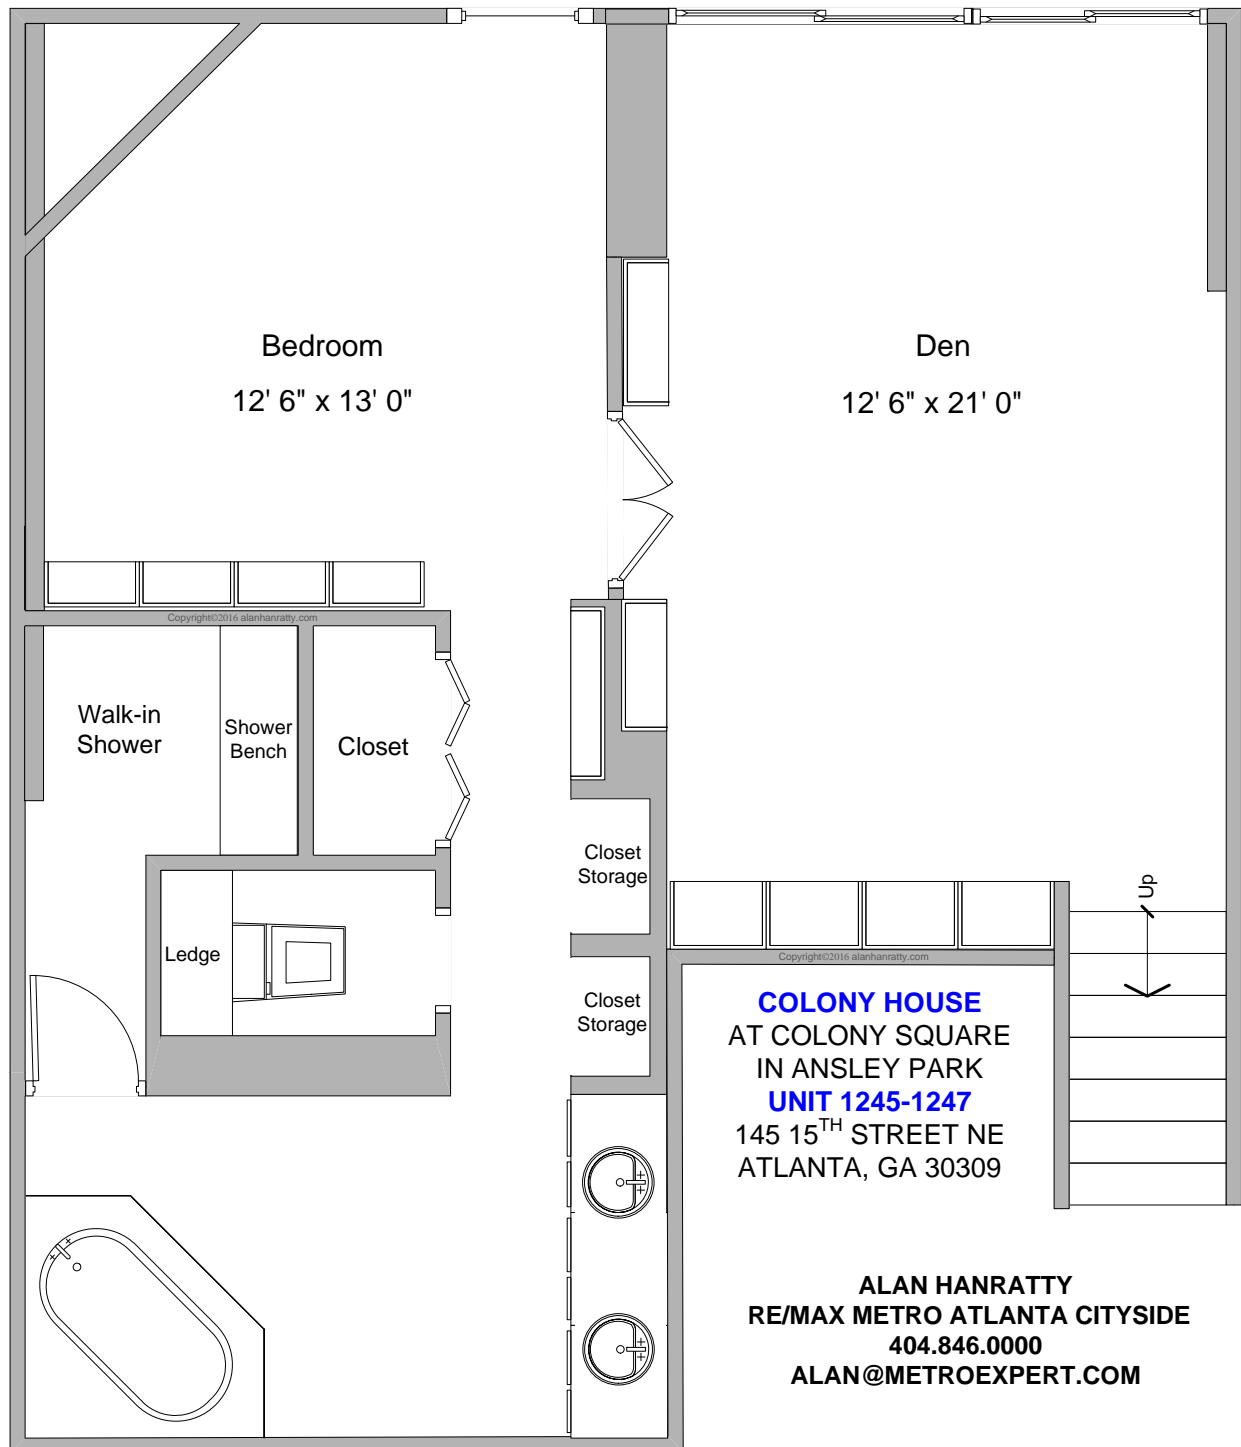 Bedroom
12' 6" x 13' 0"
Den
12' 6" x 21' 0"
Copyright©2016 alanhanratty.com
Walk-in
Shower
Shower
Bench
Closet
Closet
Storage
Up
Ledge
Copyright©2016 alanhanratty.com
Closet
Storage
COLONY HOUSE
AT COLONY SQUARE
IN ANSLEY PARK
UNIT 1245-1247
145 15TH STREET NE
ATLANTA, GA 30309
ALAN HANRATTY
RE/MAX METRO ATLANTA CITYSIDE
404.846.0000
ALAN@METROEXPERT.COM